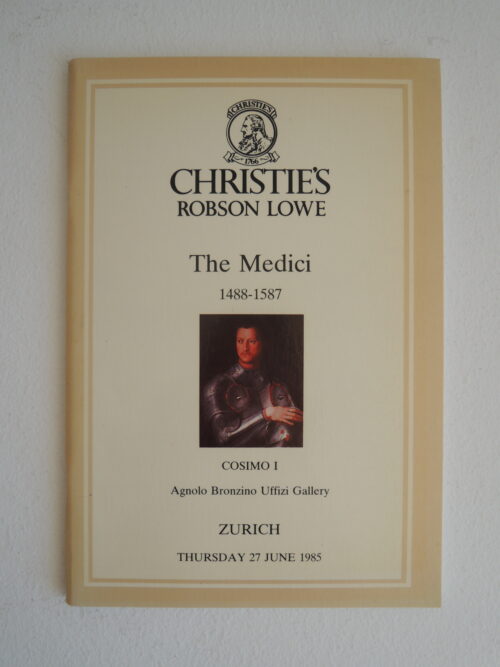 CHRISTIE'S
1766
CHRISTIE'S
ROBSON LOWE
The Medici
1488-1587
COSIMO I
Agnolo Bronzino Uffizi Gallery
ZURICH
THURSDAY 27 JUNE 1985